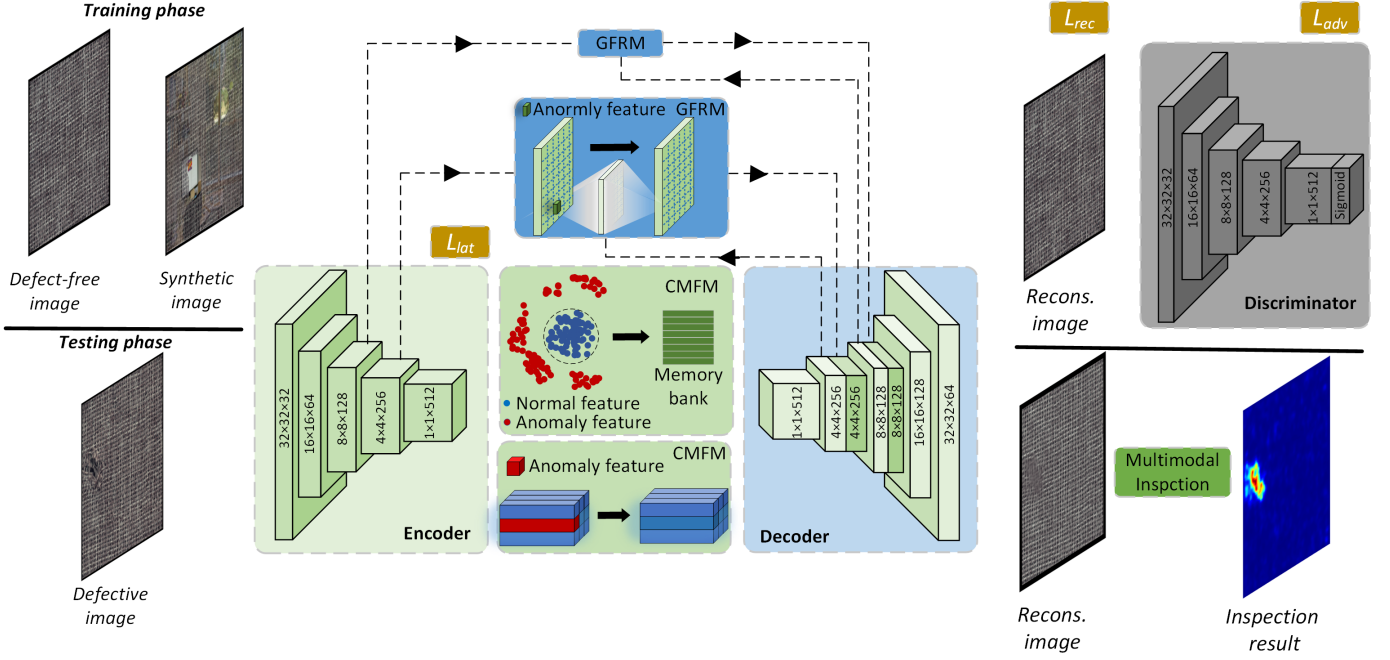 Training phase
Defect-free
image
Synthetic
image
Testing phase
Defective
image
GFRM
Anormly feature
GFRM
L_lat
32×32×32
16×16×64
8×8×128
4×4×256
1×1×512
Encoder
CMFM
Memory
bank
Normal feature
Anomaly feature
CMFM
Anomaly feature
1×1×512
4×4×256
4×4×256
8×8×128
8×8×128
16×16×128
32×32×64
Decoder
L_rec
L_adv
Recons.
image
32×32×32
16×16×64
8×8×128
4×4×256
1×1×512
Sigmoid
Discriminator
Recons.
image
Multimodal
Inspction
Inspection
result